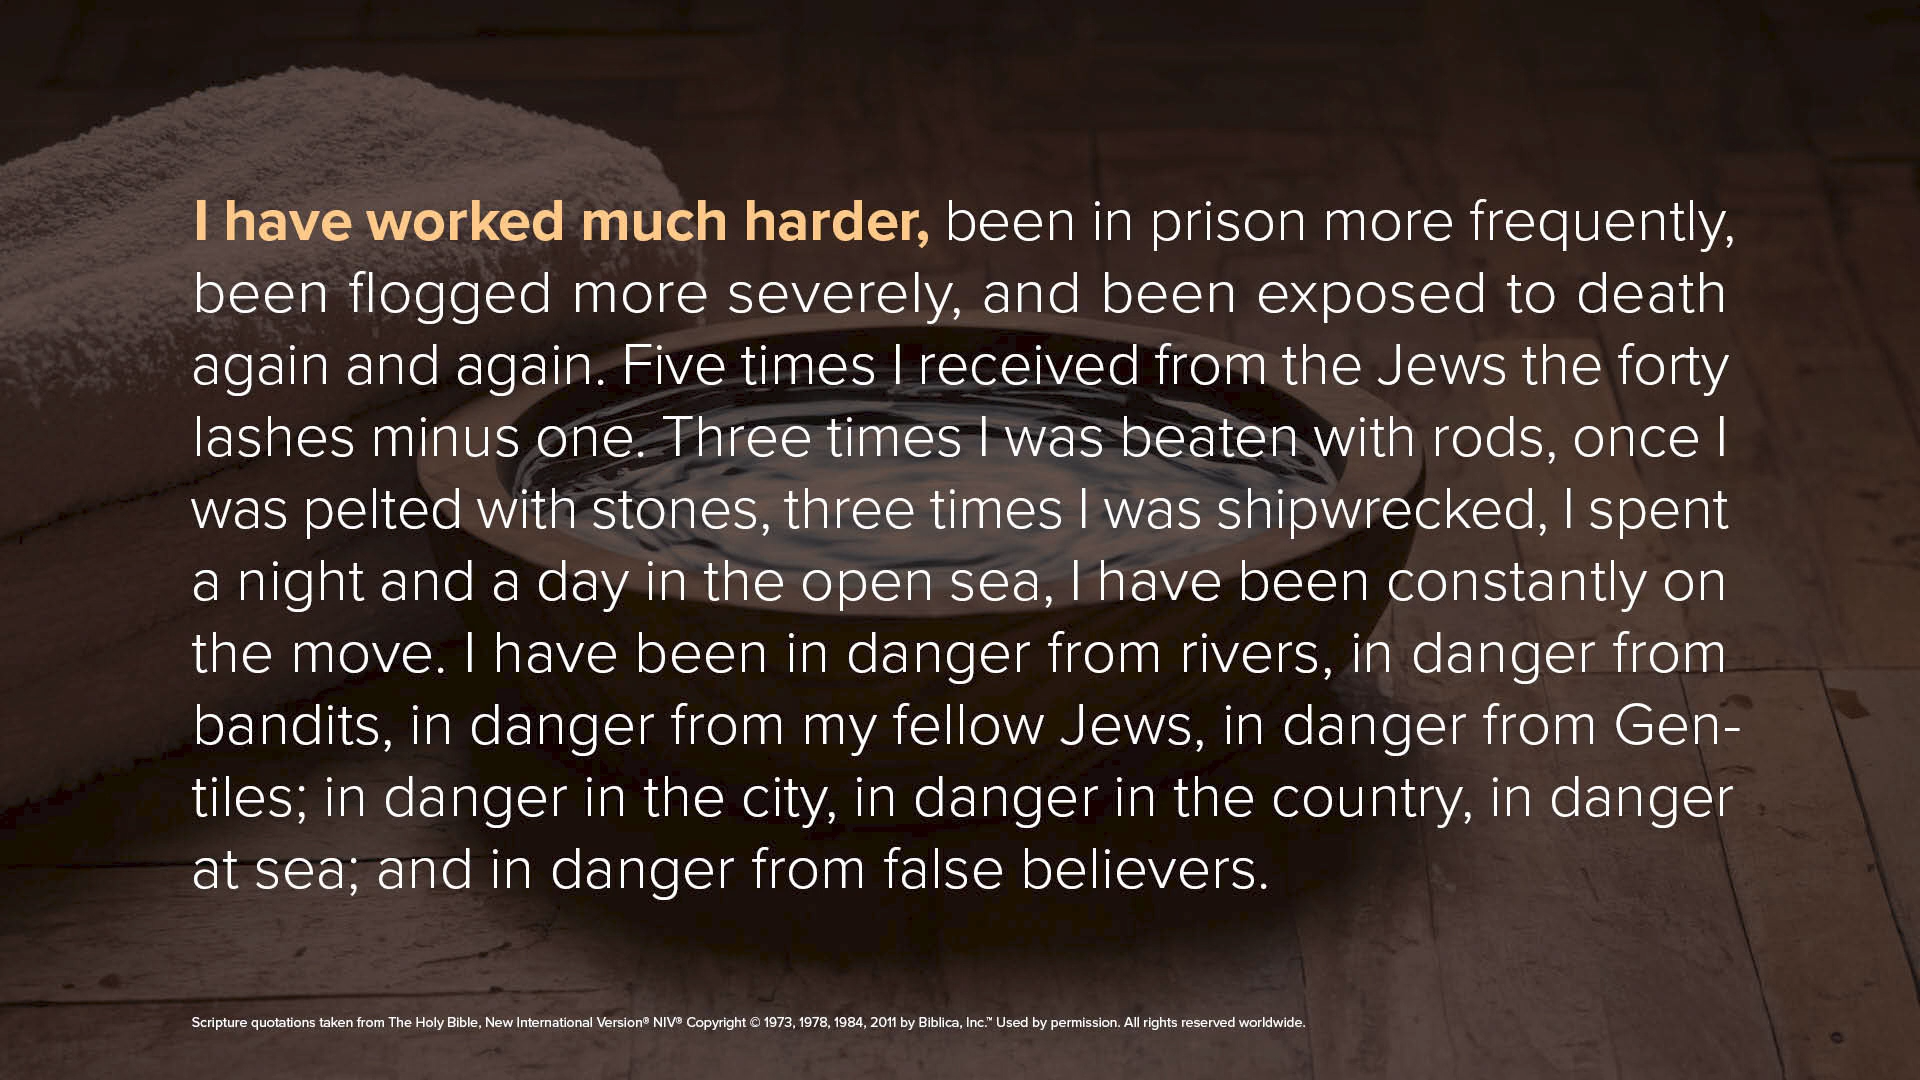 I have worked much harder, been in prison more frequently,
been flogged more severely, and been exposed to death
again and again. Five times I received from the Jews the forty
lashes minus one. Three times I was beaten with rods, once I
was pelted with stones, three times I was shipwrecked, I spent
a night and a day in the open sea, I have been constantly on
the move. I have been in danger from rivers, in danger from
bandits, in danger from my fellow Jews, in danger from Gen-
tiles; in danger in the city, in danger in the country, in danger
at sea; and in danger from false believers.
Scripture quotations taken from The Holy Bible, New International Version® NIV® Copyright © 1973, 1978, 1984, 2011 by Biblica, Inc.™ Used by permission. All rights reserved worldwide.